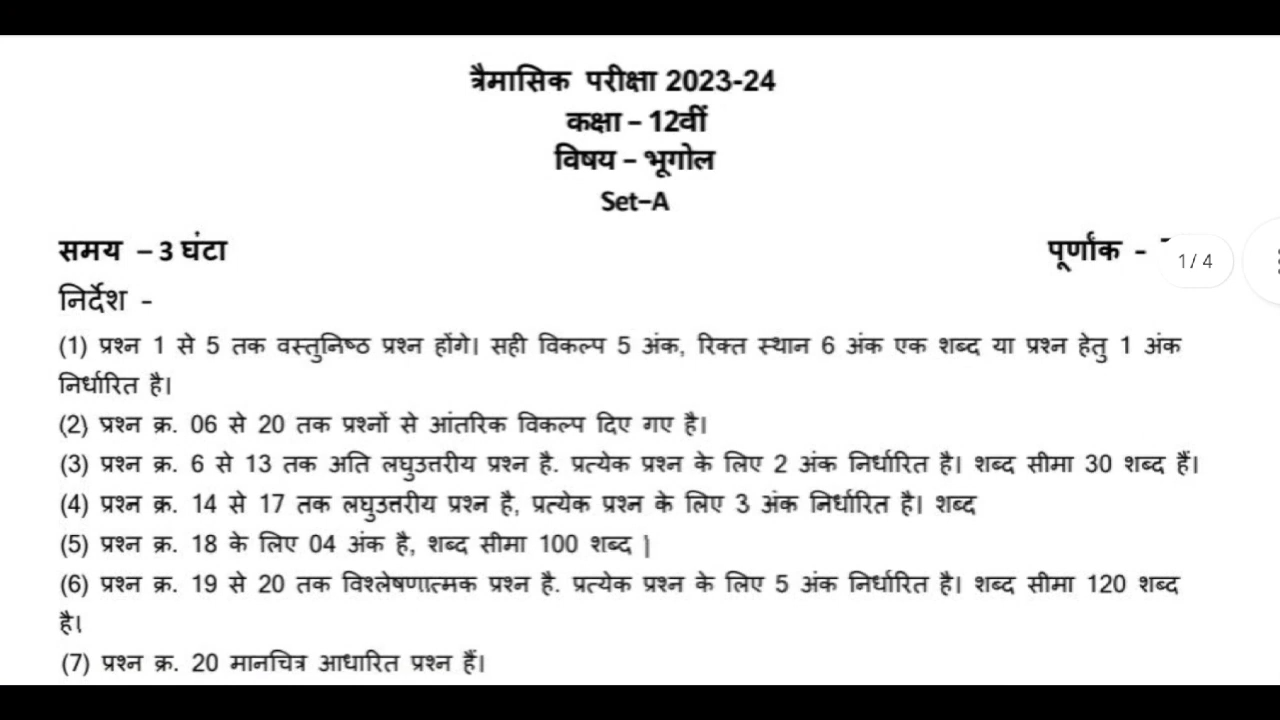 त्रैमासिक परीक्षा 2023-24
कक्षा – 12वीं
विषय – भूगोल
Set–A
समय – 3 घंटा
पूर्णांक -
1/4
निर्देश -
(1) प्रश्न 1 से 5 तक वस्तुनिष्ठ प्रश्न होंगे। सही विकल्प 5 अंक, रिक्त स्थान 6 अंक एक शब्द या प्रश्न हेतु 1 अंक
निर्धारित है।
(2) प्रश्न क्र. 06 से 20 तक प्रश्नों से आंतरिक विकल्प दिए गए है।
(3) प्रश्न क्र. 6 से 13 तक अति लघुउत्तरीय प्रश्न है. प्रत्येक प्रश्न के लिए 2 अंक निर्धारित है। शब्द सीमा 30 शब्द हैं।
(4) प्रश्न क्र. 14 से 17 तक लघुउत्तरीय प्रश्न है, प्रत्येक प्रश्न के लिए 3 अंक निर्धारित है। शब्द
(5) प्रश्न क्र. 18 के लिए 04 अंक है, शब्द सीमा 100 शब्द |
(6) प्रश्न क्र. 19 से 20 तक विश्लेषणात्मक प्रश्न है. प्रत्येक प्रश्न के लिए 5 अंक निर्धारित है। शब्द सीमा 120 शब्द
है।
(7) प्रश्न क्र. 20 मानचित्र आधारित प्रश्न हैं।